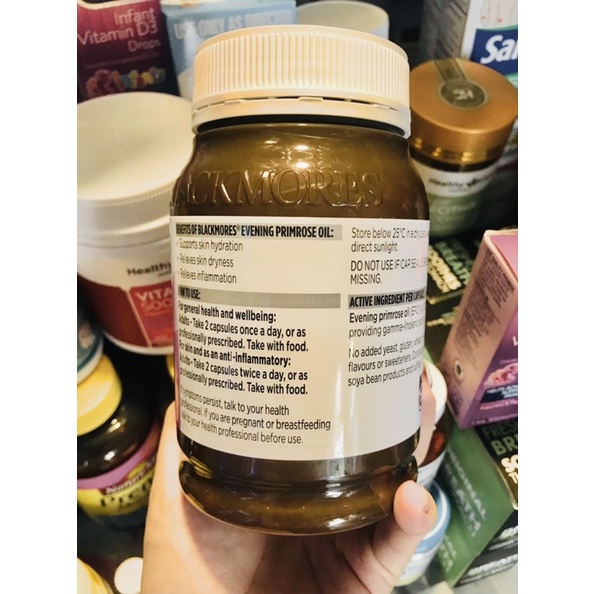 Infant
Vitamin D3
Drops
USE ONLY AS DIRECTED
San
Healthy
Healthy
VITA
BLACKMORES
BENEFITS OF BLACKMORES® EVENING PRIMROSE OIL:
- Supports skin hydration
- Relieves skin dryness
- Relieves inflammation
HOW TO USE:
For general health and wellbeing:
Adults - Take 2 capsules once a day, or as
professionally prescribed. Take with food.
For skin and as an anti-inflammatory:
Adults - Take 2 capsules twice a day, or as
professionally prescribed. Take with food.
symptoms persist, talk to your health
professional. If you are pregnant or breastfeeding
talk to your health professional before use.
Store below 25°C in a dry
direct sunlight.
DO NOT USE IF CAP SEAL
MISSING.
ACTIVE INGREDIENT PER CAPSULE
Evening primrose oil
providing gamma-linolenic
No added yeast, gluten, wheat
flavours or sweeteners.
soya bean products and